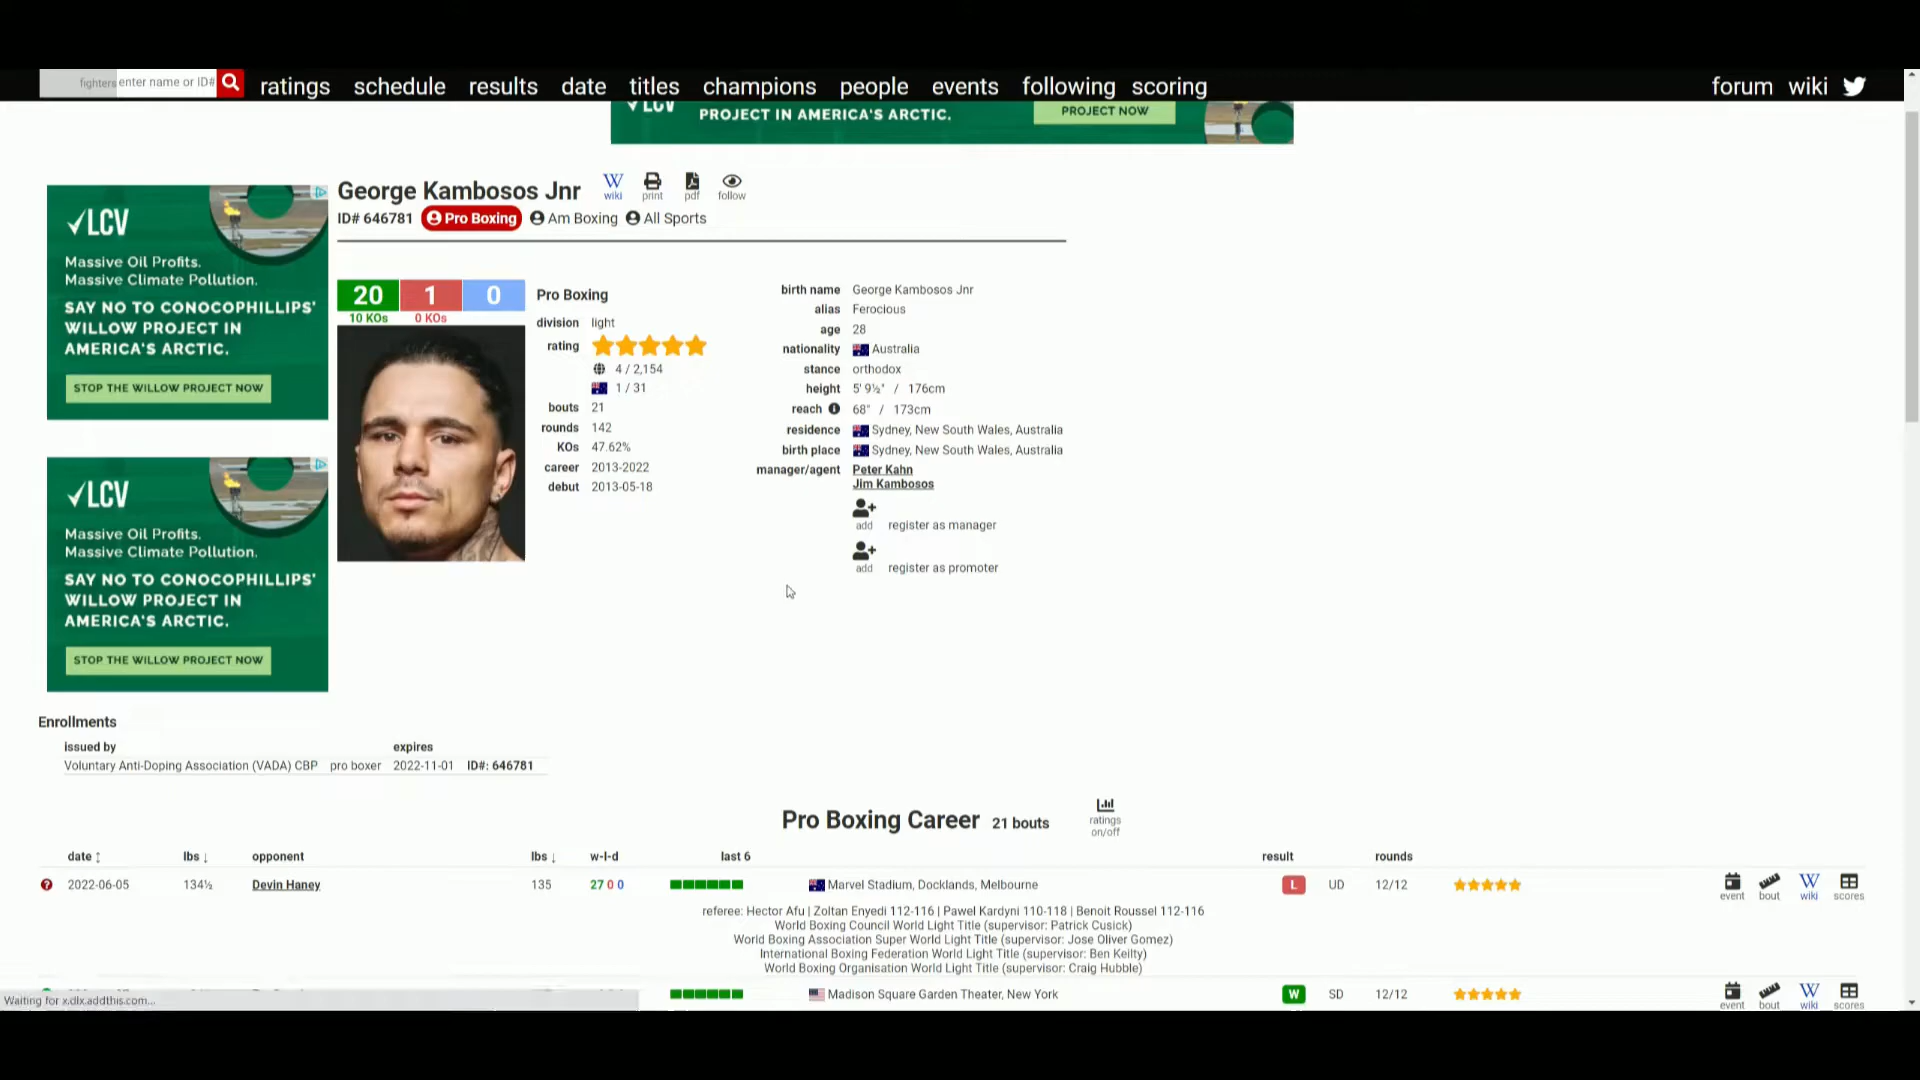 fighters enter name or ID# ratings schedule results date titles champions people events following scoring forum wiki
LCV PROJECT IN AMERICA'S ARCTIC. PROJECT NOW
George Kambosos Jnr
W wiki print pdf follow
ID# 646781 Pro Boxing Am Boxing All Sports
LCV
Massive Oil Profits.
Massive Climate Pollution.
SAY NO TO CONOCOPHILLIPS'
WILLOW PROJECT IN
AMERICA'S ARCTIC.
STOP THE WILLOW PROJECT NOW
20 1 0
10 KOs 0 KOs
Pro Boxing
division light
rating
4 / 2,154
1 / 31
bouts 21
rounds 142
KOs 47.62%
career 2013-2022
debut 2013-05-18
birth name George Kambosos Jnr
alias Ferocious
age 28
nationality Australia
stance orthodox
height 5' 9½" / 176cm
reach 68" / 173cm
residence Sydney, New South Wales, Australia
birth place Sydney, New South Wales, Australia
manager/agent Peter Kahn
Jim Kambosos
add register as manager
add register as promoter
LCV
Massive Oil Profits.
Massive Climate Pollution.
SAY NO TO CONOCOPHILLIPS'
WILLOW PROJECT IN
AMERICA'S ARCTIC.
STOP THE WILLOW PROJECT NOW
Enrollments
issued by expires
Voluntary Anti-Doping Association (VADA) CBP pro boxer 2022-11-01 ID#: 646781
Pro Boxing Career 21 bouts
ratings
on/off
date lbs opponent lbs w-l-d last 6 result rounds
2022-06-05 134½ Devin Haney 135 27 0 0 Marvel Stadium, Docklands, Melbourne L UD 12/12
event bout W wiki scores
referee: Hector Afu | Zoltan Enyedi 112-116 | Pawel Kardyni 110-118 | Benoit Roussel 112-116
World Boxing Council World Light Title (supervisor: Patrick Cusick)
World Boxing Association Super World Light Title (supervisor: Jose Oliver Gomez)
International Boxing Federation World Light Title (supervisor: Ben Keilty)
World Boxing Organisation World Light Title (supervisor: Craig Hubble)
Madison Square Garden Theater, New York W SD 12/12
event bout W wiki scores
Waiting for x.dlx.addthis.com...